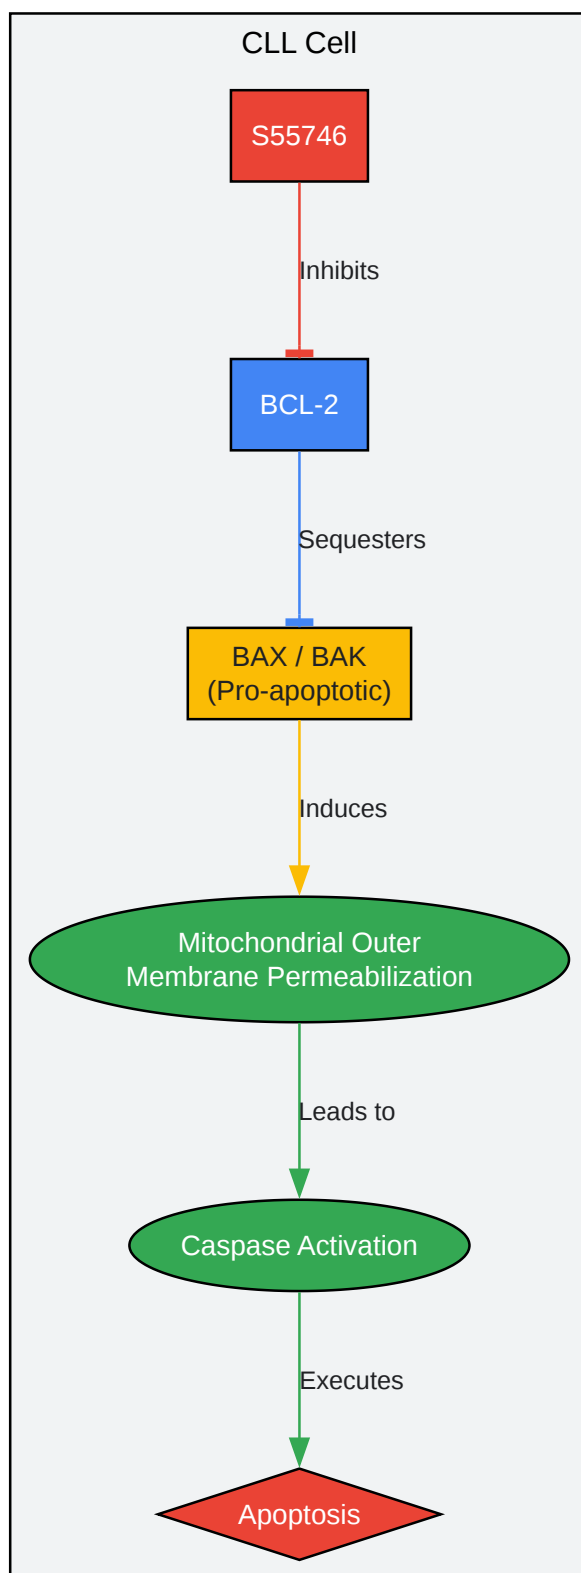 CLL Cell
S55746
Inhibits
BCL-2
Sequesters
BAX / BAK
(Pro-apoptotic)
Induces
Mitochondrial Outer
Membrane Permeabilization
Leads to
Caspase Activation
Executes
Apoptosis